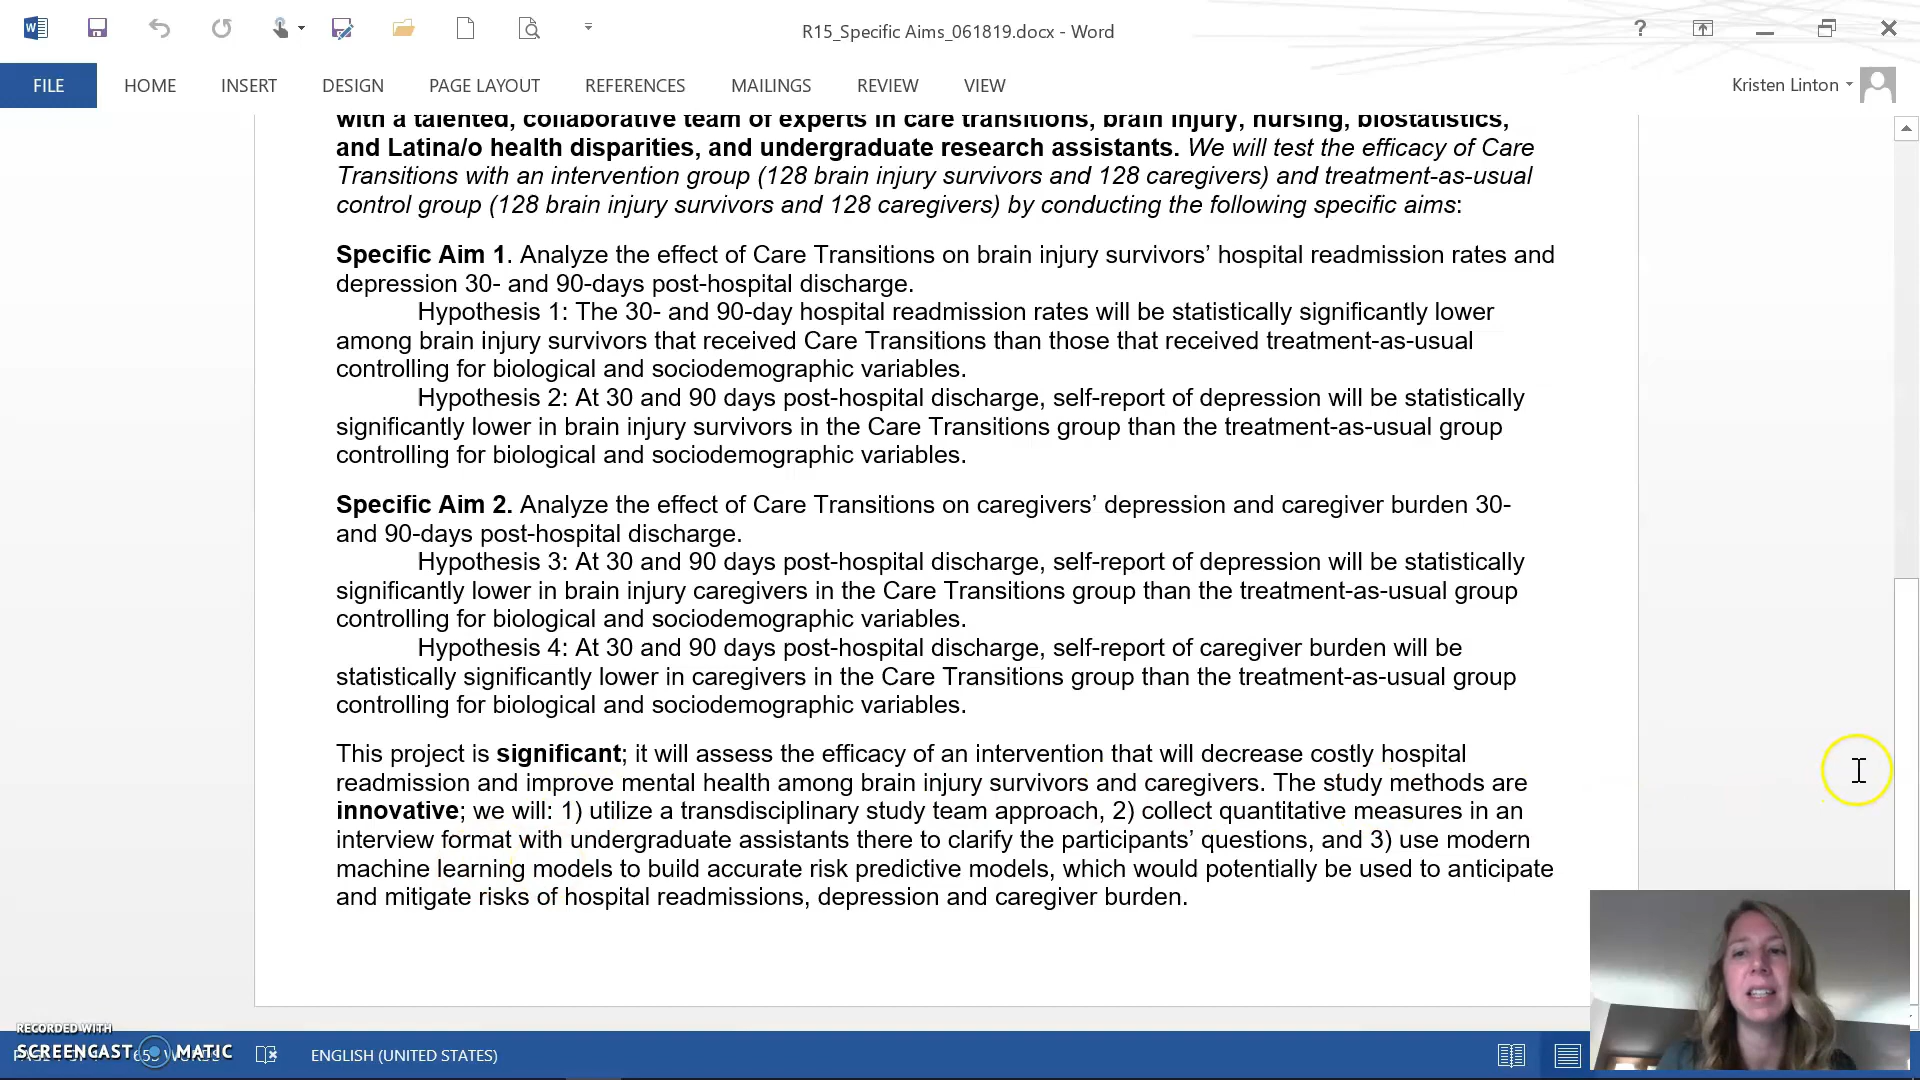 R15_Specific Aims_061819.docx - Word
?
FILE
HOME
INSERT
DESIGN
PAGE LAYOUT
REFERENCES
MAILINGS
REVIEW
VIEW
Kristen Linton
with a talented, collaborative team of experts in care transitions, brain injury, nursing, biostatistics,
and Latina/o health disparities, and undergraduate research assistants. We will test the efficacy of Care
Transitions with an intervention group (128 brain injury survivors and 128 caregivers) and treatment-as-usual
control group (128 brain injury survivors and 128 caregivers) by conducting the following specific aims:
Specific Aim 1. Analyze the effect of Care Transitions on brain injury survivors’ hospital readmission rates and
depression 30- and 90-days post-hospital discharge.
Hypothesis 1: The 30- and 90-day hospital readmission rates will be statistically significantly lower
among brain injury survivors that received Care Transitions than those that received treatment-as-usual
controlling for biological and sociodemographic variables.
Hypothesis 2: At 30 and 90 days post-hospital discharge, self-report of depression will be statistically
significantly lower in brain injury survivors in the Care Transitions group than the treatment-as-usual group
controlling for biological and sociodemographic variables.
Specific Aim 2. Analyze the effect of Care Transitions on caregivers’ depression and caregiver burden 30-
and 90-days post-hospital discharge.
Hypothesis 3: At 30 and 90 days post-hospital discharge, self-report of depression will be statistically
significantly lower in brain injury caregivers in the Care Transitions group than the treatment-as-usual group
controlling for biological and sociodemographic variables.
Hypothesis 4: At 30 and 90 days post-hospital discharge, self-report of caregiver burden will be
statistically significantly lower in caregivers in the Care Transitions group than the treatment-as-usual group
controlling for biological and sociodemographic variables.
This project is significant; it will assess the efficacy of an intervention that will decrease costly hospital
readmission and improve mental health among brain injury survivors and caregivers. The study methods are
innovative; we will: 1) utilize a transdisciplinary study team approach, 2) collect quantitative measures in an
interview format with undergraduate assistants there to clarify the participants’ questions, and 3) use modern
machine learning models to build accurate risk predictive models, which would potentially be used to anticipate
and mitigate risks of hospital readmissions, depression and caregiver burden.
RECORDED WITH
SCREENCAST MATIC
ENGLISH (UNITED STATES)